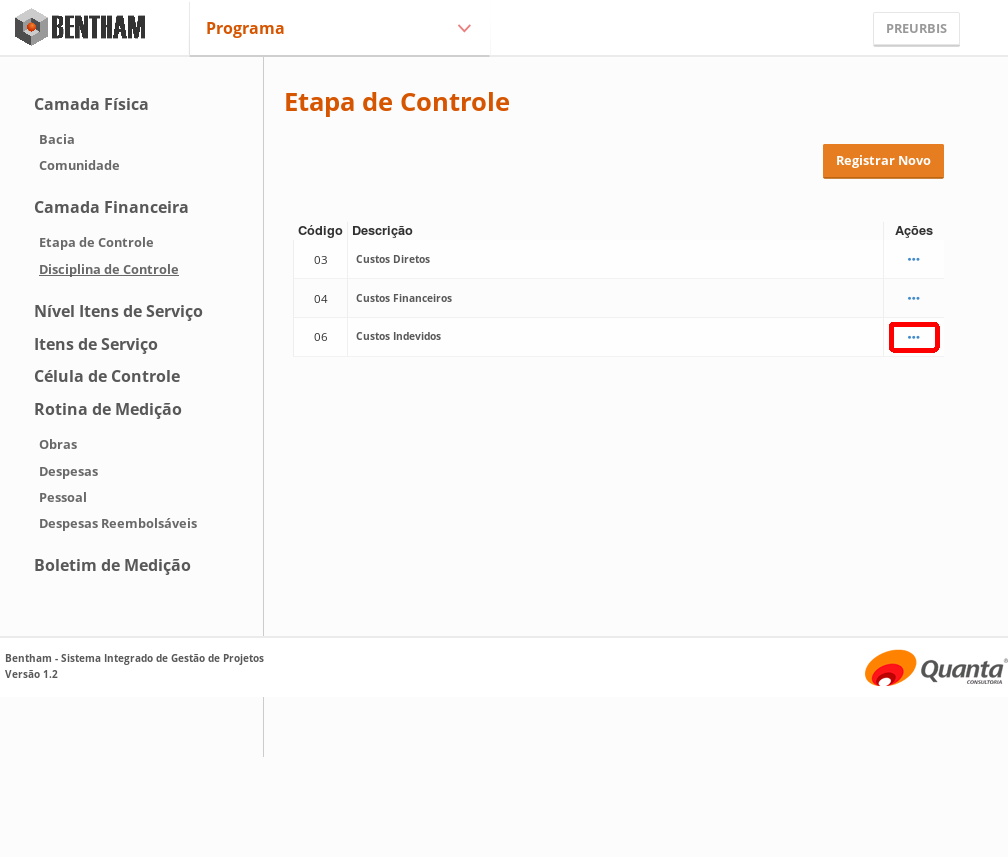 BENTHAM
Programa
PREURBIS
Camada Física
Bacia
Comunidade
Camada Financeira
Etapa de Controle
Disciplina de Controle
Nível Itens de Serviço
Itens de Serviço
Célula de Controle
Rotina de Medição
Obras
Despesas
Pessoal
Despesas Reembolsáveis
Boletim de Medição
Etapa de Controle
Registrar Novo
Código Descrição Ações
03 Custos Diretos •••
04 Custos Financeiros •••
06 Custos Indevidos •••
Bentham - Sistema Integrado de Gestão de Projetos
Versão 1.2
Quanta®
CONSULTORIA